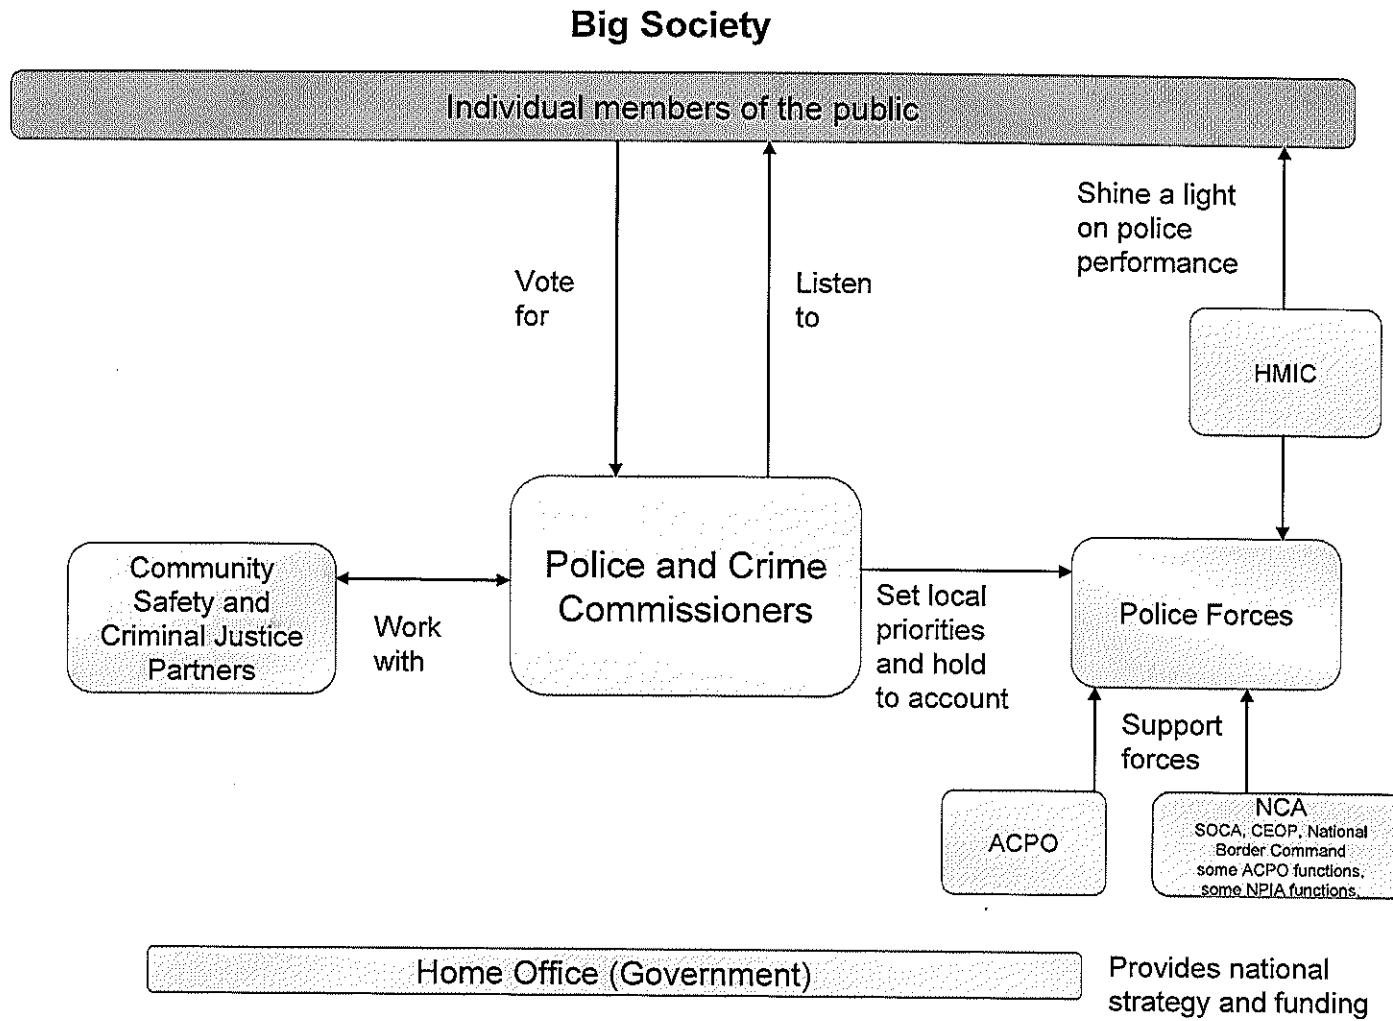 Big Society
Individual members of the public
Vote
for
Listen
to
Shine a light
on police
performance
HMIC
Community
Safety and
Criminal Justice
Partners
Work
with
Police and Crime
Commissioners
Set local
priorities
and hold
to account
Police Forces
Support
forces
ACPO
NCA
SOCA, CEOP, National
Border Command
some ACPO functions,
some NPIA functions,
Home Office (Government)
Provides national
strategy and funding